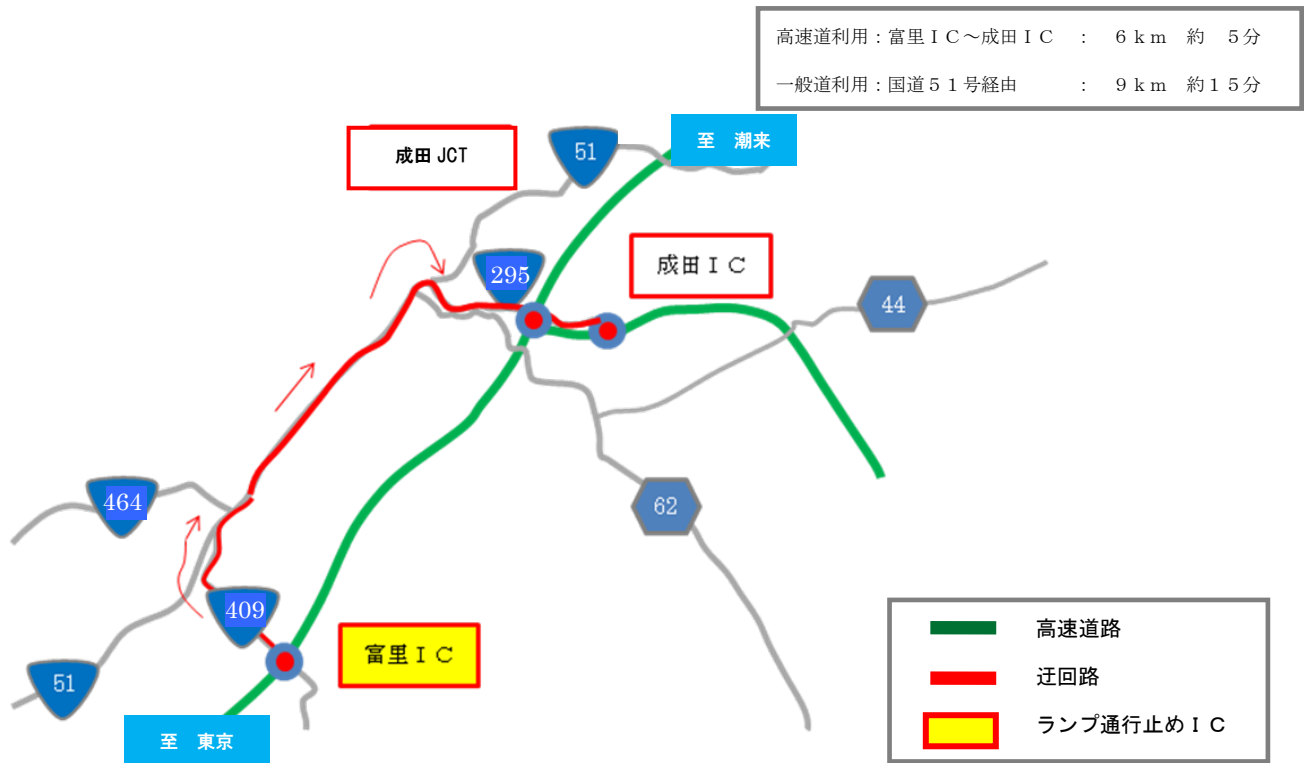 高速道利用：富里ＩＣ～成田ＩＣ　：　６ｋｍ　約　５分
一般道利用：国道５１号経由　　　：　９ｋｍ　約１５分
至　潮来
成田 JCT
51
295
成田ＩＣ
44
464
62
409
富里ＩＣ
51
至　東京
高速道路
迂回路
ランプ通行止めＩＣ